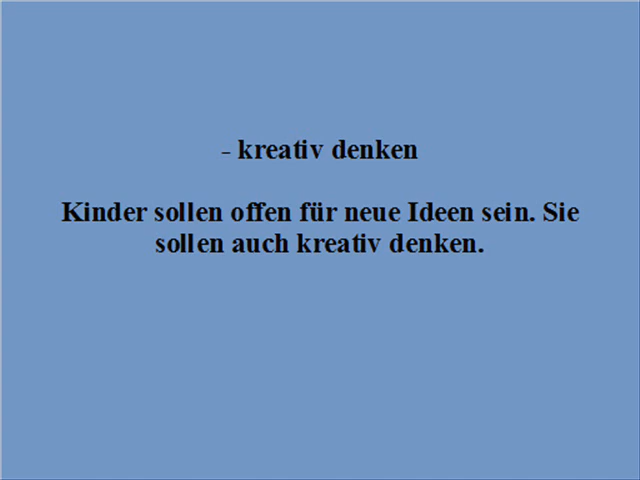 - kreativ denken
Kinder sollen offen für neue Ideen sein. Sie
sollen auch kreativ denken.